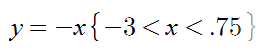 y = −x{−3 < x < .75}